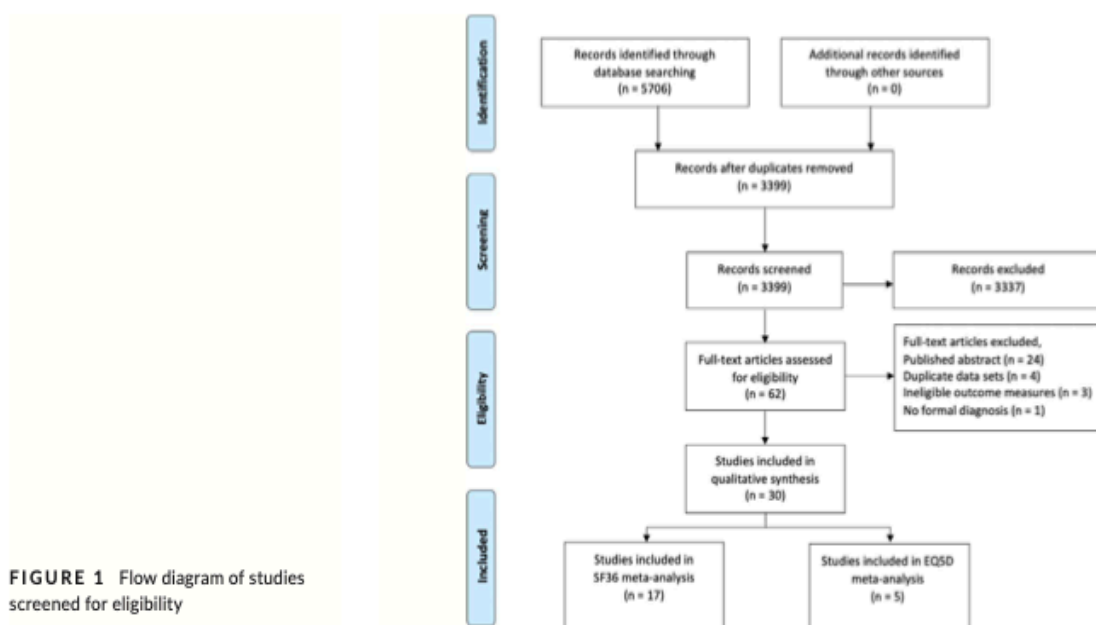 Identification
Records identified through
database searching
(n = 5706)
Additional records identified
through other sources
(n = 0)
Records after duplicates removed
(n = 3399)
Screening
Records screened
(n = 3399)
Records excluded
(n = 3337)
Eligibility
Full-text articles assessed
for eligibility
(n = 62)
Full-text articles excluded,
Published abstract (n = 24)
Duplicate data sets (n = 4)
Ineligible outcome measures (n = 3)
No formal diagnosis (n = 1)
Studies included in
qualitative synthesis
(n = 30)
Included
Studies included in
SF36 meta-analysis
(n = 17)
Studies included in EQ5D
meta-analysis
(n = 5)
FIGURE 1 Flow diagram of studies
screened for eligibility